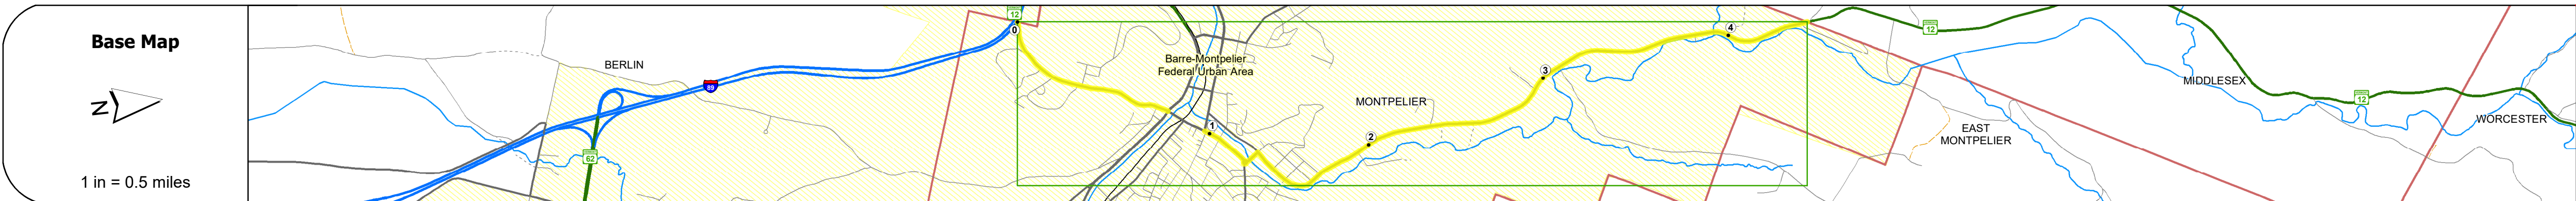 Base Map
N
1 in = 0.5 miles
BERLIN
89
62
12
0
Barre-Montpelier
Federal Urban Area
1
MONTPELIER
2
3
4
12
EAST
MONTPELIER
MIDDLESEX
12
WORCESTER